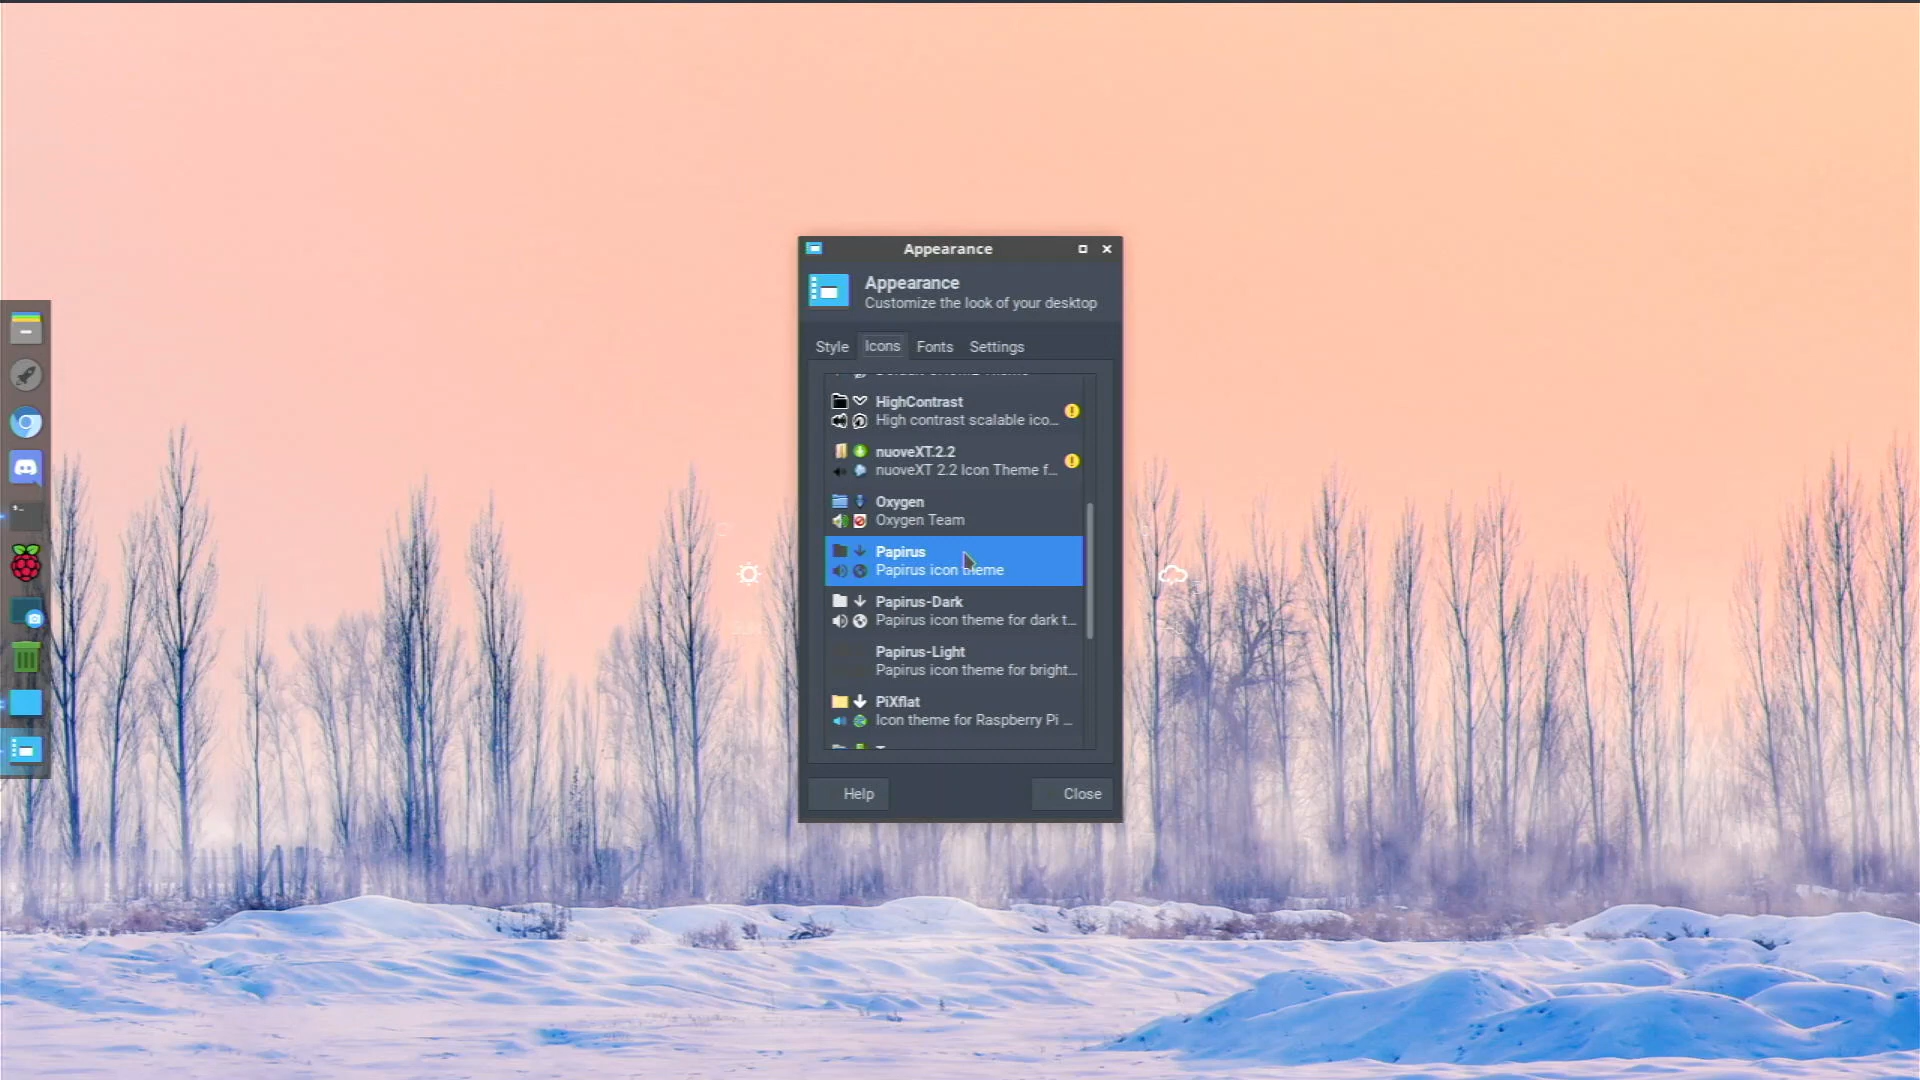 Appearance
Appearance
Customize the look of your desktop
Style Icons Fonts Settings
HighContrast
High contrast scalable ico...
nuoveXT.2.2
nuoveXT 2.2 Icon Theme f...
Oxygen
Oxygen Team
Papirus
Papirus icon theme
Papirus-Dark
Papirus icon theme for dark t...
Papirus-Light
Papirus icon theme for bright...
PiXflat
Icon theme for Raspberry Pi ...
Help Close